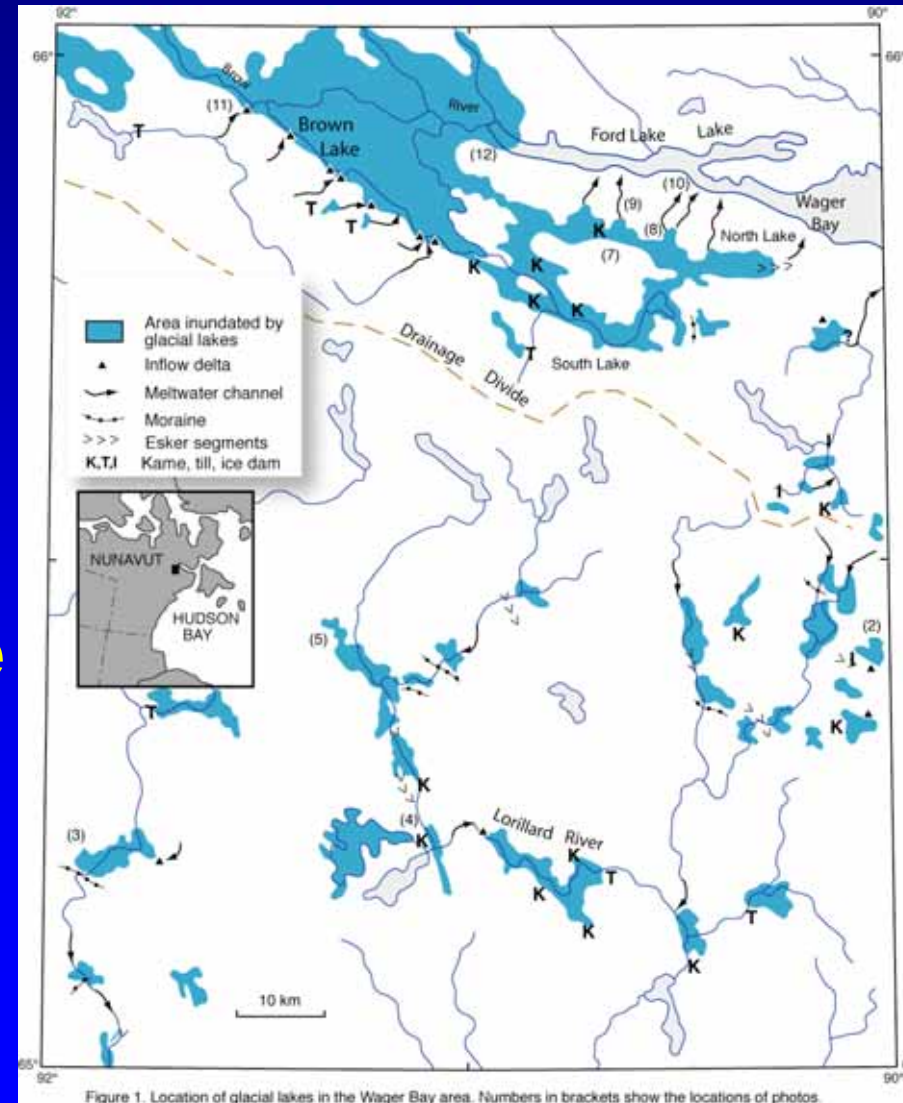 92°
90°
66°
66°
Brow
River
(11)
Brown
Lake
T
Ford Lake
Lake
(12)
(10)
(9)
(8)
Wager
Bay
T
T
K
North Lake
(7)
> > >
K
K
K
K
T
South Lake
?
Drainage
Divide
Area inundated by
glacial lakes
Inflow delta
Meltwater channel
Moraine
> > > Esker segments
K,T,I Kame, till, ice dam
I
I
K
NUNAVUT
HUDSON
BAY
(5)
K
(2)
I
K
e
T
K
(3)
(4)
K
Lorillard River
K
T
K
K
T
K
10 km
65°
92°
90°
Figure 1. Location of glacial lakes in the Wager Bay area. Numbers in brackets show the locations of photos.